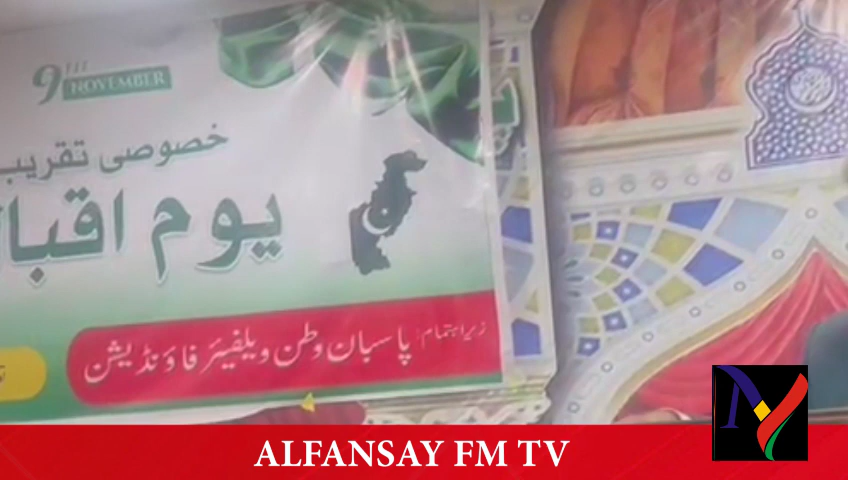 9TH
NOVEMBER
خصوصی تقریب
یوم اقبا
زیر اہتمام: پاسبان وطن ویلفیئر فاؤنڈیشن
ALFANSAY FM TV